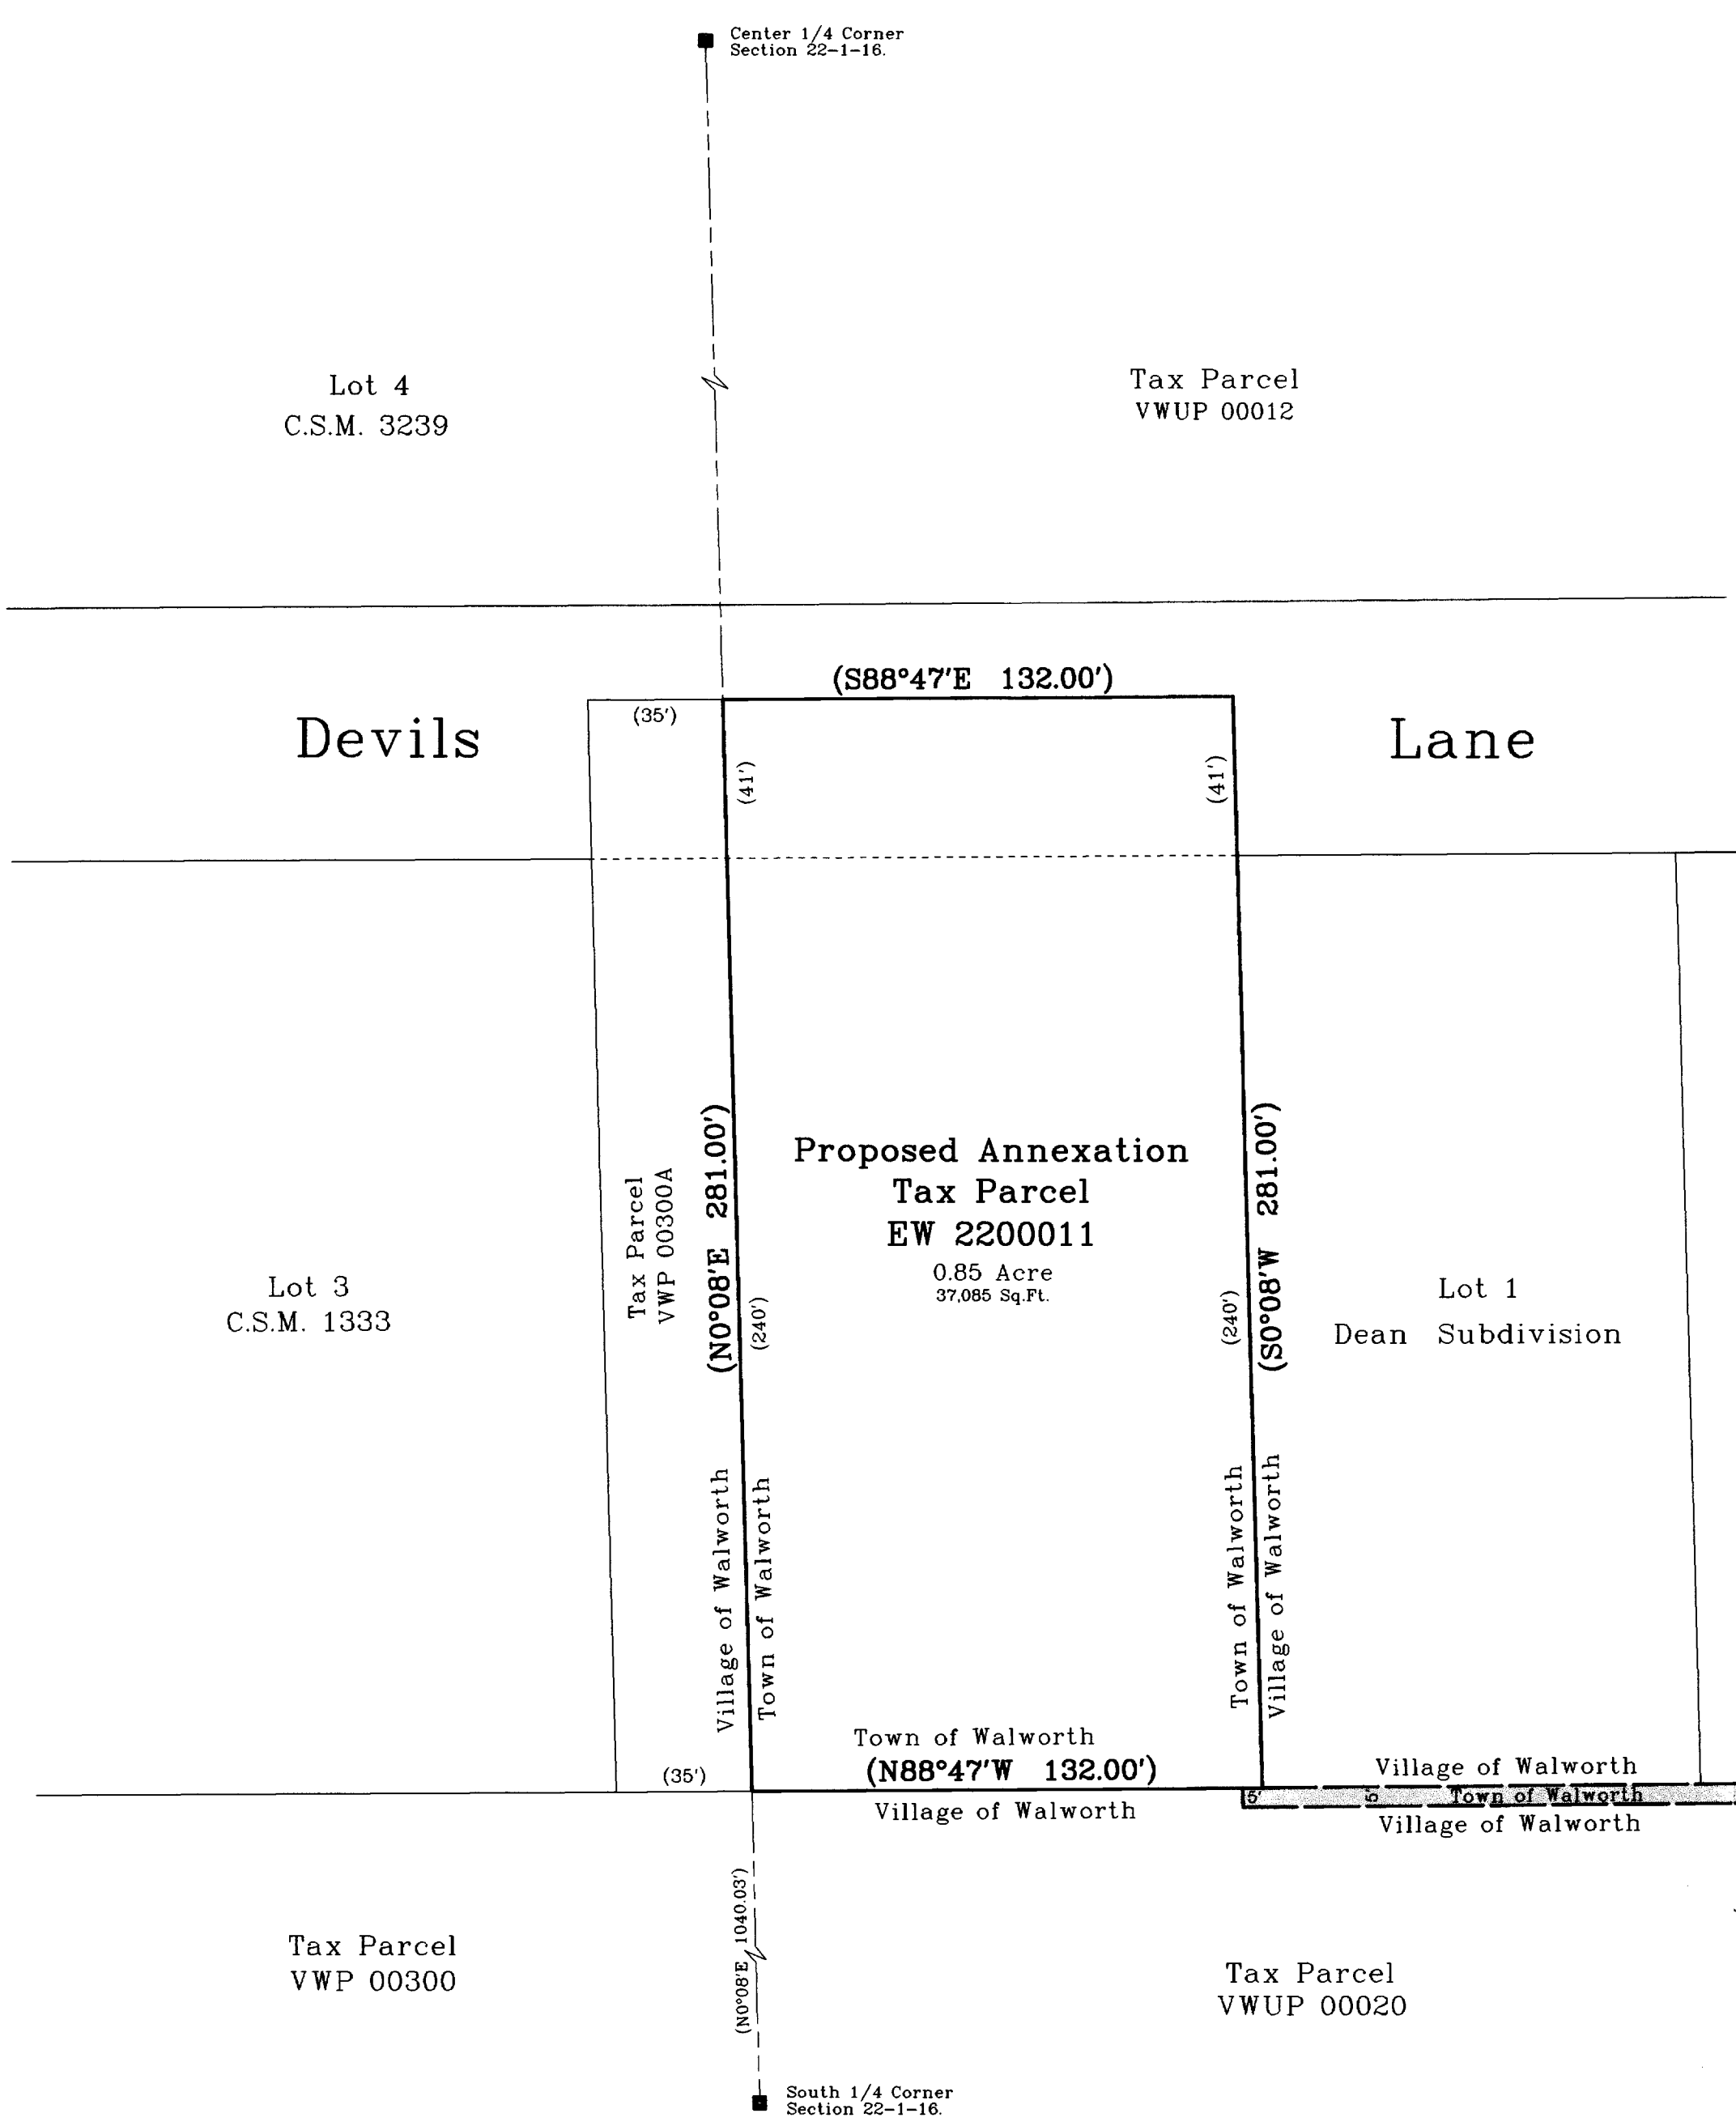 Center 1/4 Corner
Section 22-1-16.
Lot 4
C.S.M. 3239
Tax Parcel
VWUP 00012
(S88°47'E 132.00')
(35')
Devils
Lane
(41')
(41')
(N0°08'E 281.00')
(S0°08'W 281.00')
Proposed Annexation
Tax Parcel
EW 2200011
0.85 Acre
37,085 Sq.Ft.
Tax Parcel
VWP 00300A
(240')
(240')
Lot 3
C.S.M. 1333
Lot 1
Dean Subdivision
Village of Walworth
Town of Walworth
Town of Walworth
Village of Walworth
Town of Walworth
(35')
(N88°47'W 132.00')
Village of Walworth
Village of Walworth
5'
5'
Town of Walworth
Village of Walworth
(N0°08'E 1040.03')
Tax Parcel
VWP 00300
Tax Parcel
VWUP 00020
South 1/4 Corner
Section 22-1-16.